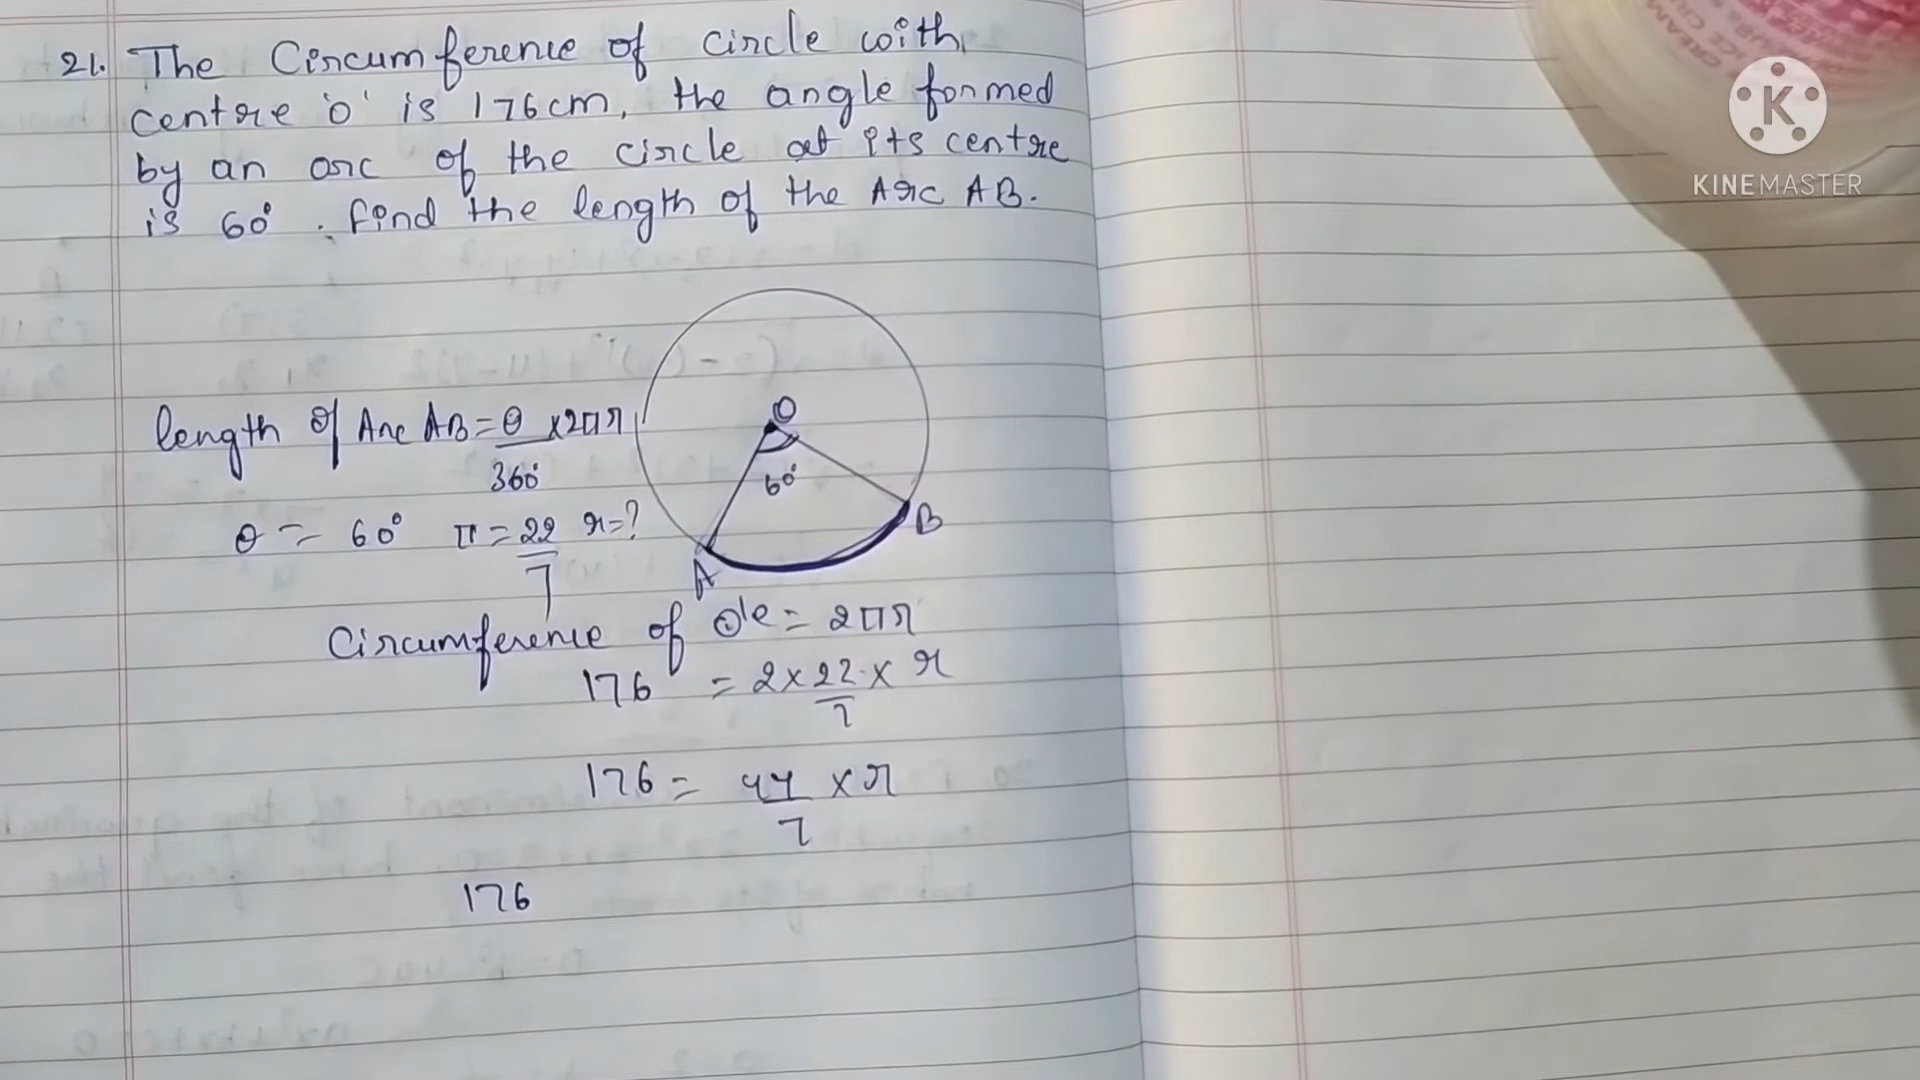 21. The Circumference of circle with
centre 'o' is 176cm, the angle formed
by an arc of the circle at its centre
is 60°. find the length of the Arc AB.
length of Arc AB = θ/360° × 2πr
θ = 60° π = 22/7 r=?
O
60°
A
B
Circumference of ⊙le = 2πr
176 = 2 × 22/7 × r
176 = 44/7 × r
176
K
KINEMASTER